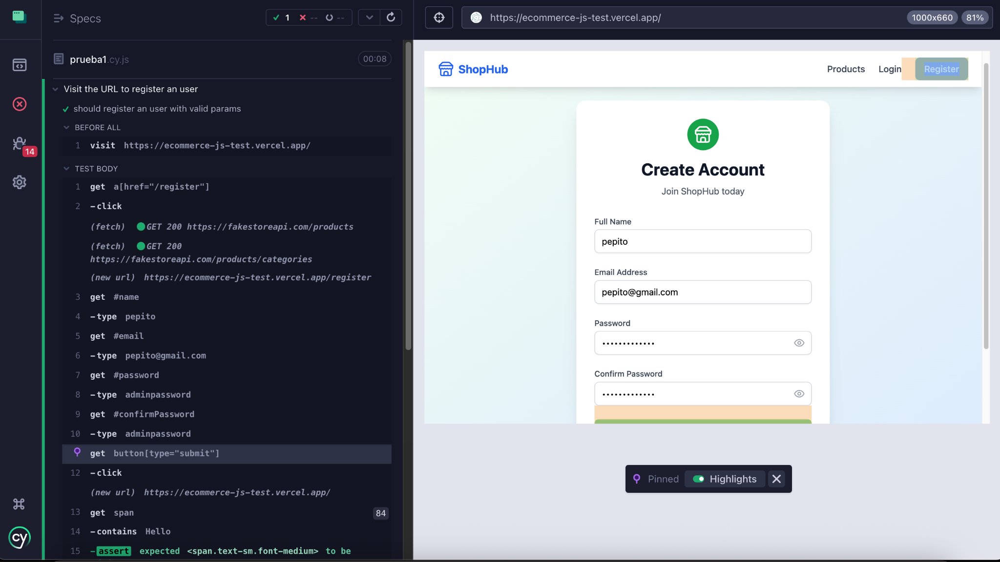 Specs
1 -- --
prueba1.cy.js
00:08
Visit the URL to register an user
should register an user with valid params
BEFORE ALL
1 visit https://ecommerce-js-test.vercel.app/
TEST BODY
1 get a[href="/register"]
2 -click
(fetch) GET 200 https://fakestoreapi.com/products
(fetch) GET 200
https://fakestoreapi.com/products/categories
(new url) https://ecommerce-js-test.vercel.app/register
3 get #name
4 -type pepito
5 get #email
6 -type pepito@gmail.com
7 get #password
8 -type adminpassword
9 get #confirmPassword
10 -type adminpassword
get button[type="submit"]
12 -click
(new url) https://ecommerce-js-test.vercel.app/
13 get span 84
14 -contains Hello
15 -assert expected <span.text-sm.font-medium> to be
14
cy
https://ecommerce-js-test.vercel.app/
1000x660
81%
ShopHub
Products
Login
Register
Create Account
Join ShopHub today
Full Name
pepito
Email Address
pepito@gmail.com
Password
Confirm Password
Pinned
Highlights